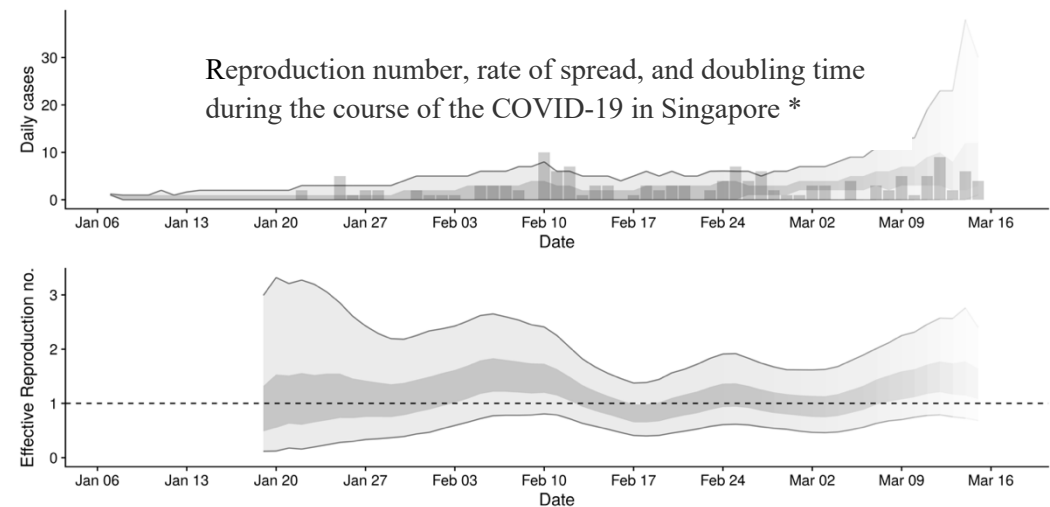 Reproduction number, rate of spread, and doubling time
during the course of the COVID-19 in Singapore *
Daily cases
30
20
10
0
Jan 06 Jan 13 Jan 20 Jan 27 Feb 03 Feb 10 Feb 17 Feb 24 Mar 02 Mar 09 Mar 16
Date
Effective Reproduction no.
3
2
1
0
Jan 06 Jan 13 Jan 20 Jan 27 Feb 03 Feb 10 Feb 17 Feb 24 Mar 02 Mar 09 Mar 16
Date